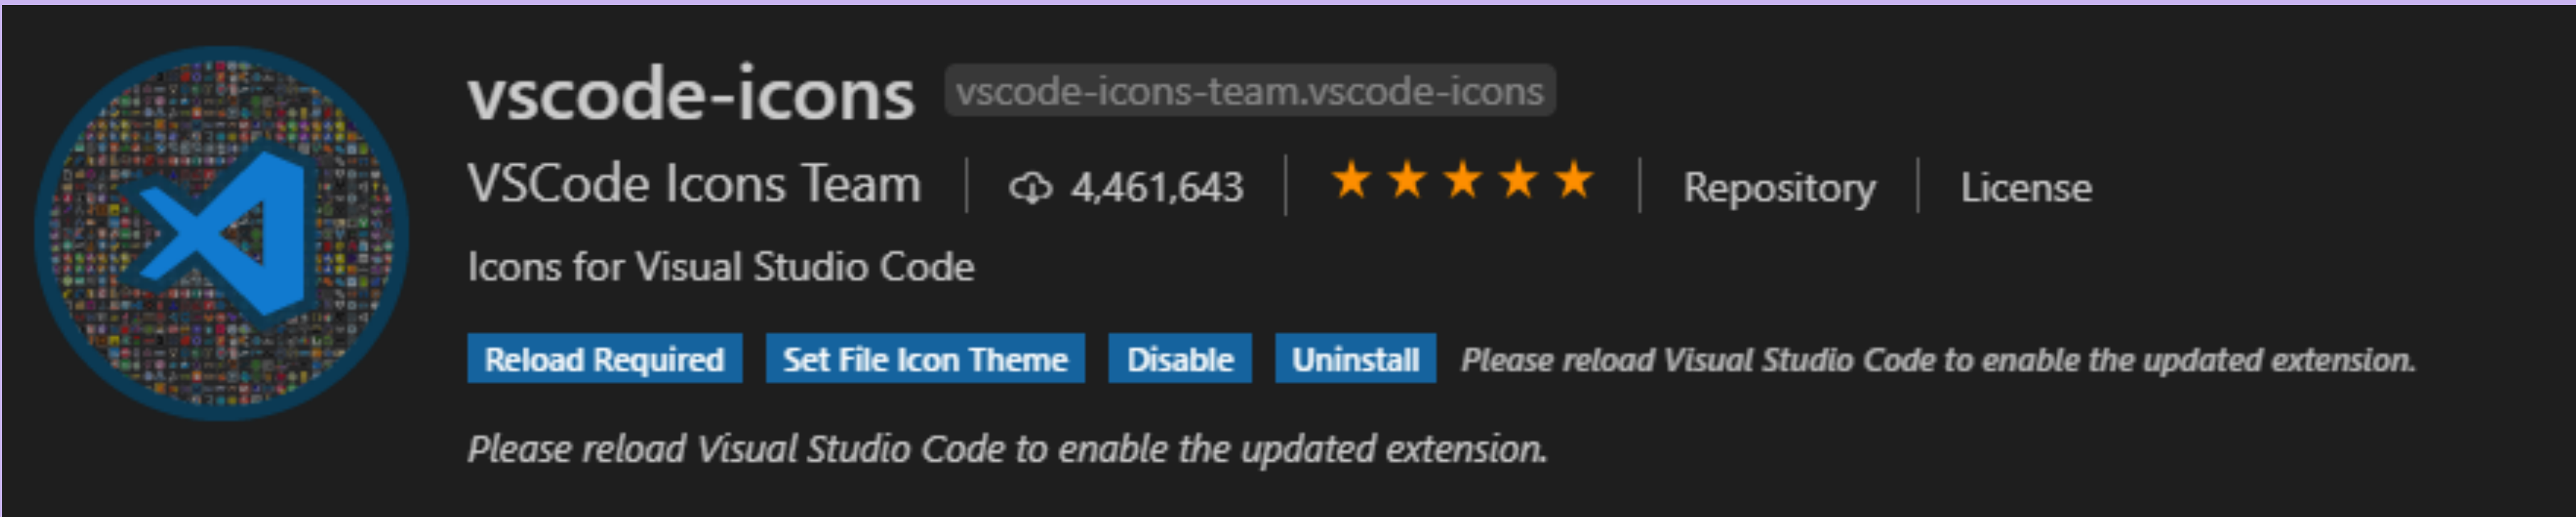 vscode-icons vscode-icons-team.vscode-icons
VSCode Icons Team 4,461,643 ★★★★★ Repository License
Icons for Visual Studio Code
Reload Required Set File Icon Theme Disable Uninstall Please reload Visual Studio Code to enable the updated extension.
Please reload Visual Studio Code to enable the updated extension.